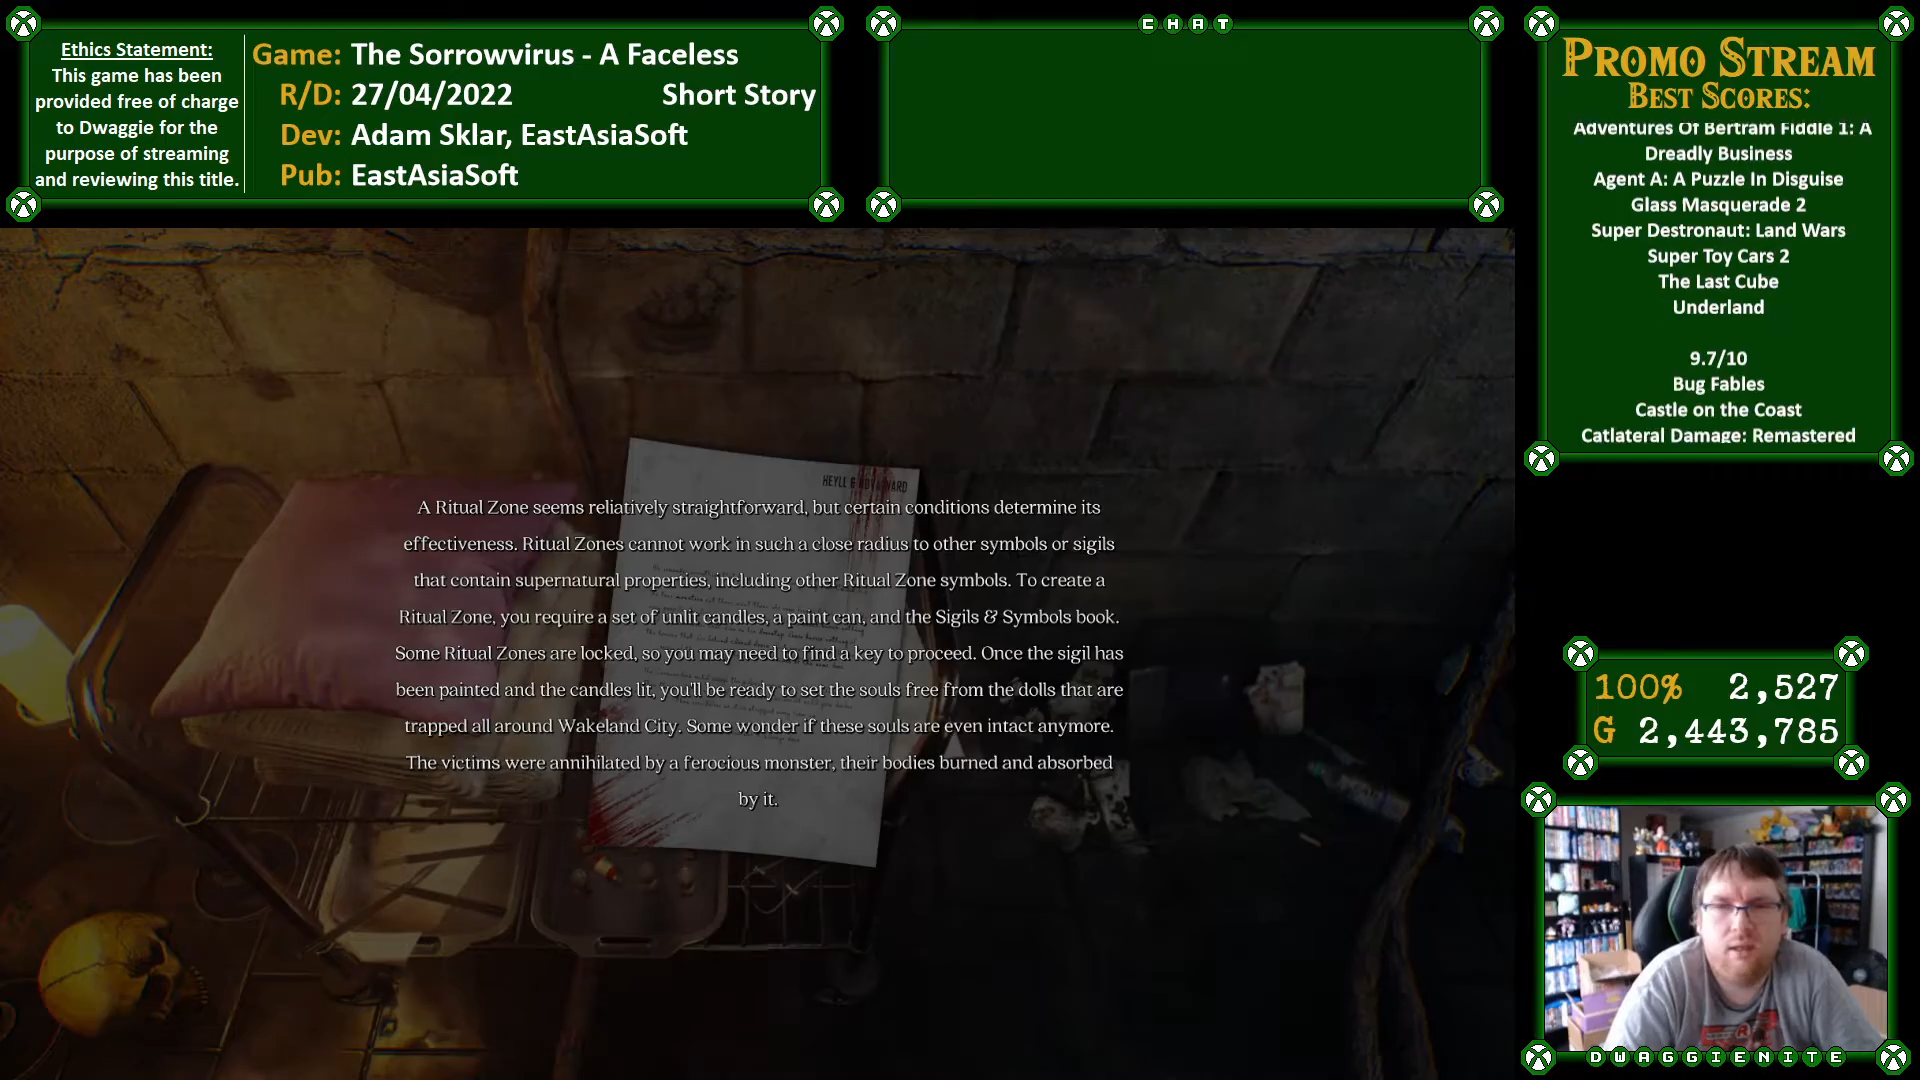 Ethics Statement:
This game has been
provided free of charge
to Dwaggie for the
purpose of streaming
and reviewing this title.
Game: The Sorrowvirus - A Faceless
R/D: 27/04/2022 Short Story
Dev: Adam Sklar, EastAsiaSoft
Pub: EastAsiaSoft
CHAT
PROMO STREAM
BEST SCORES:
Adventures Of Bertram Fiddle 1: A
Dreadly Business
Agent A: A Puzzle In Disguise
Glass Masquerade 2
Super Destronaut: Land Wars
Super Toy Cars 2
The Last Cube
Underland
9.7/10
Bug Fables
Castle on the Coast
Catlateral Damage: Remastered
A Ritual Zone seems reliatively straightforward, but certain conditions determine its
effectiveness. Ritual Zones cannot work in such a close radius to other symbols or sigils
that contain supernatural properties, including other Ritual Zone symbols. To create a
Ritual Zone, you require a set of unlit candles, a paint can, and the Sigils & Symbols book.
Some Ritual Zones are locked, so you may need to find a key to proceed. Once the sigil has
been painted and the candles lit, you'll be ready to set the souls free from the dolls that are
trapped all around Wakeland City. Some wonder if these souls are even intact anymore.
The victims were annihilated by a ferocious monster, their bodies burned and absorbed
by it.
100% 2,527
G 2,443,785
DWAGGIENITE